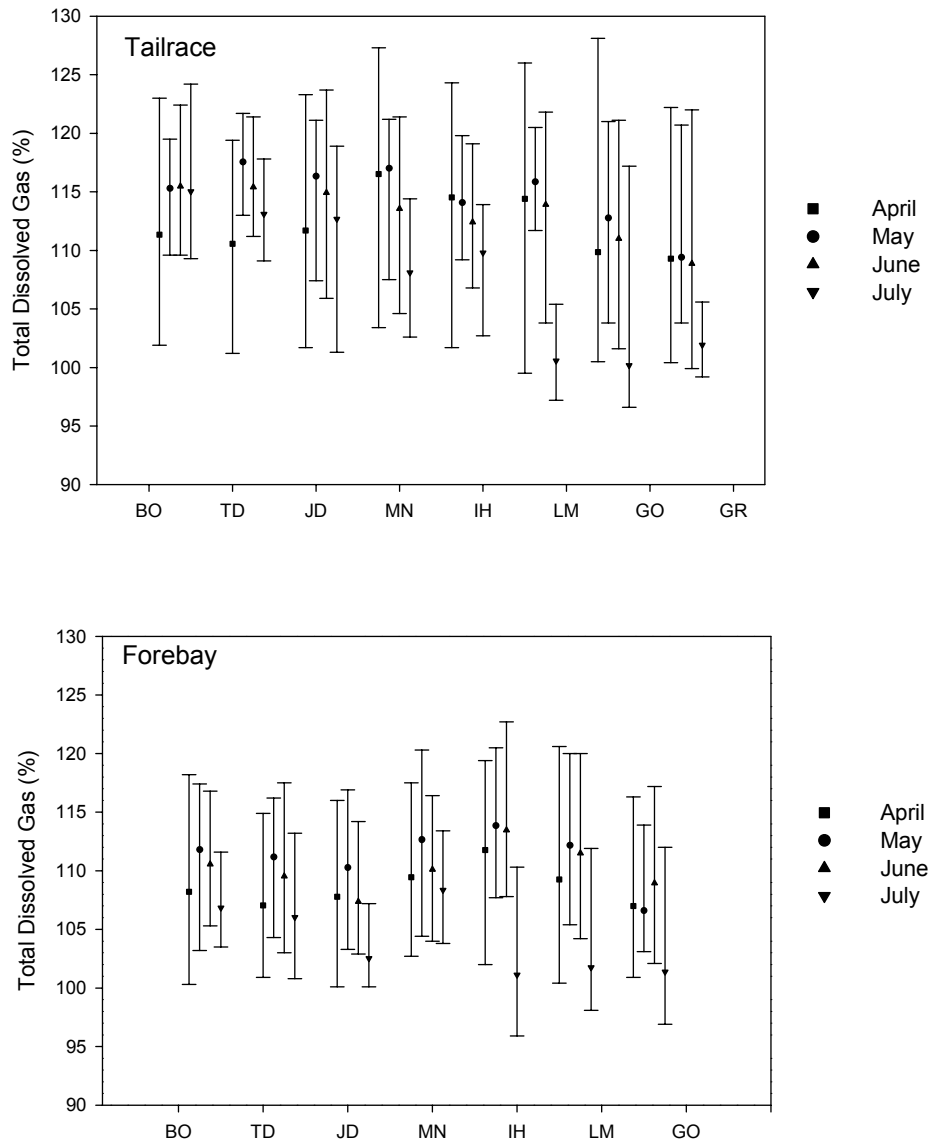 130
Tailrace
125
120
115
110
105
100
95
90
Total Dissolved Gas (%)
BO TD JD MN IH LM GO GR
April
May
June
July
130
Forebay
125
120
115
110
105
100
95
90
Total Dissolved Gas (%)
BO TD JD MN IH LM GO
April
May
June
July